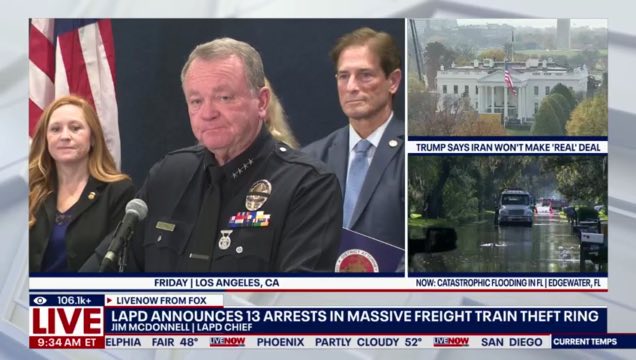 TRUMP SAYS IRAN WON'T MAKE 'REAL' DEAL
FRIDAY | LOS ANGELES, CA
NOW: CATASTROPHIC FLOODING IN FL | EDGEWATER, FL
106.1k+
LIVENOW FROM FOX
LIVE
LAPD ANNOUNCES 13 ARRESTS IN MASSIVE FREIGHT TRAIN THEFT RING
JIM MCDONNELL | LAPD CHIEF
9:34 AM ET
ELPHIA FAIR 48° LIVENOW PHOENIX PARTLY CLOUDY 52° LIVENOW SAN DIEGO
CURRENT TEMPS